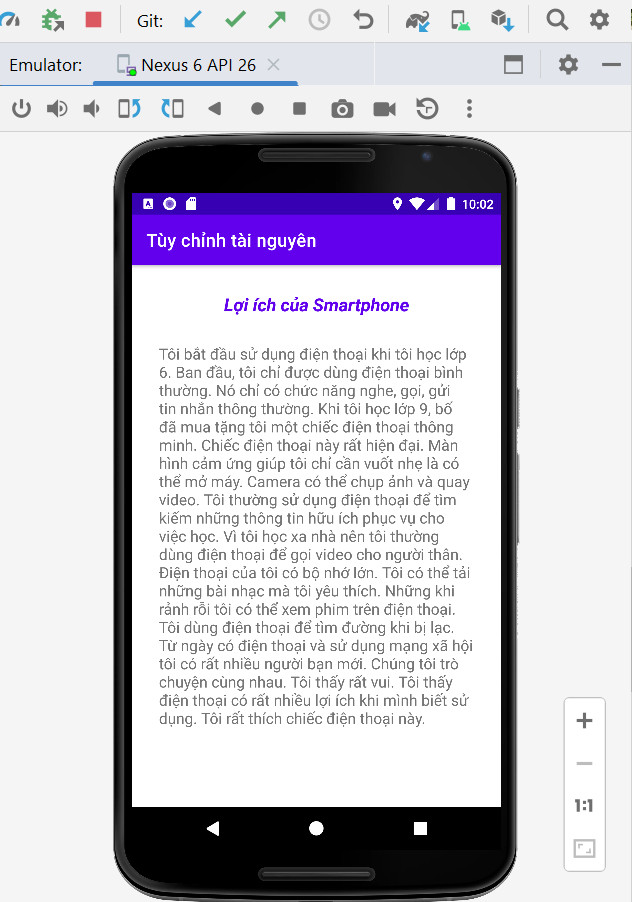 Git:
Emulator:
Nexus 6 API 26
10:02
Tùy chỉnh tài nguyên
Lợi ích của Smartphone
Tôi bắt đầu sử dụng điện thoại khi tôi học lớp
6. Ban đầu, tôi chỉ được dùng điện thoại bình
thường. Nó chỉ có chức năng nghe, gọi, gửi
tin nhắn thông thường. Khi tôi học lớp 9, bố
đã mua tặng tôi một chiếc điện thoại thông
minh. Chiếc điện thoại này rất hiện đại. Màn
hình cảm ứng giúp tôi chỉ cần vuốt nhẹ là có
thể mở máy. Camera có thể chụp ảnh và quay
video. Tôi thường sử dụng điện thoại để tìm
kiếm những thông tin hữu ích phục vụ cho
việc học. Vì tôi học xa nhà nên tôi thường
dùng điện thoại để gọi video cho người thân.
Điện thoại của tôi có bộ nhớ lớn. Tôi có thể tải
những bài nhạc mà tôi yêu thích. Những khi
rảnh rỗi tôi có thể xem phim trên điện thoại.
Tôi dùng điện thoại để tìm đường khi bị lạc.
Từ ngày có điện thoại và sử dụng mạng xã hội
tôi có rất nhiều người bạn mới. Chúng tôi trò
chuyện cùng nhau. Tôi thấy rất vui. Tôi thấy
điện thoại có rất nhiều lợi ích khi mình biết sử
dụng. Tôi rất thích chiếc điện thoại này.
1:1